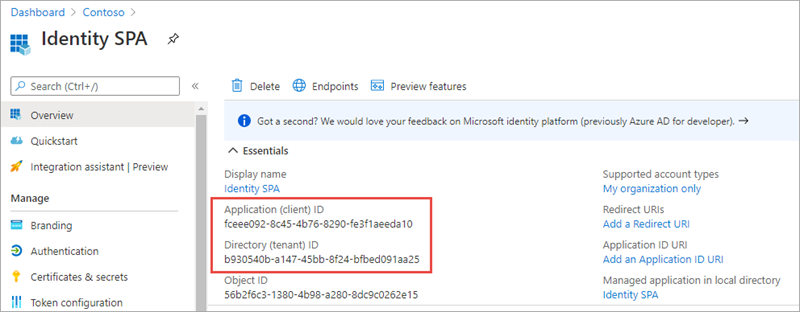 Dashboard > Contoso >
Identity SPA
Search (Ctrl+/)
«
Overview
Quickstart
Integration assistant | Preview
Manage
Branding
Authentication
Certificates & secrets
Token configuration
Delete Endpoints Preview features
Got a second? We would love your feedback on Microsoft identity platform (previously Azure AD for developer). →
Essentials
Display name
Identity SPA
Application (client) ID
fceee092-8c45-4b76-8290-fe3f1aeeda10
Directory (tenant) ID
b930540b-a147-45bb-8f24-bfbed091aa25
Object ID
56b2f6c3-1380-4b98-a280-8dc9c0262e15
Supported account types
My organization only
Redirect URIs
Add a Redirect URI
Application ID URI
Add an Application ID URI
Managed application in local directory
Identity SPA